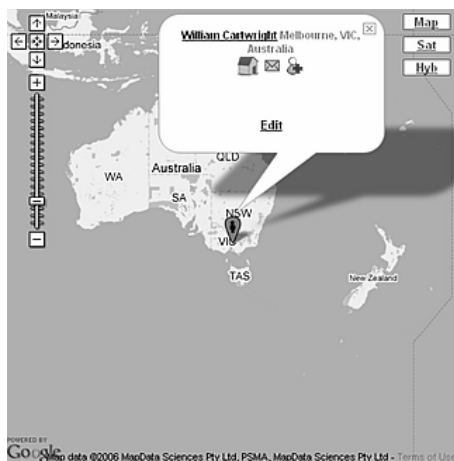 Malaysia
Indonesia
William Cartwright Melbourne, VIC,
Australia
Edit
Map
Sat
Hyb
QLD
WA
Australia
SA
NSW
VIC
TAS
New Zealand
POWERED BY
Google
Map data ©2006 MapData Sciences Pty Ltd, PSMA, MapData Sciences Pty Ltd - Terms of Use